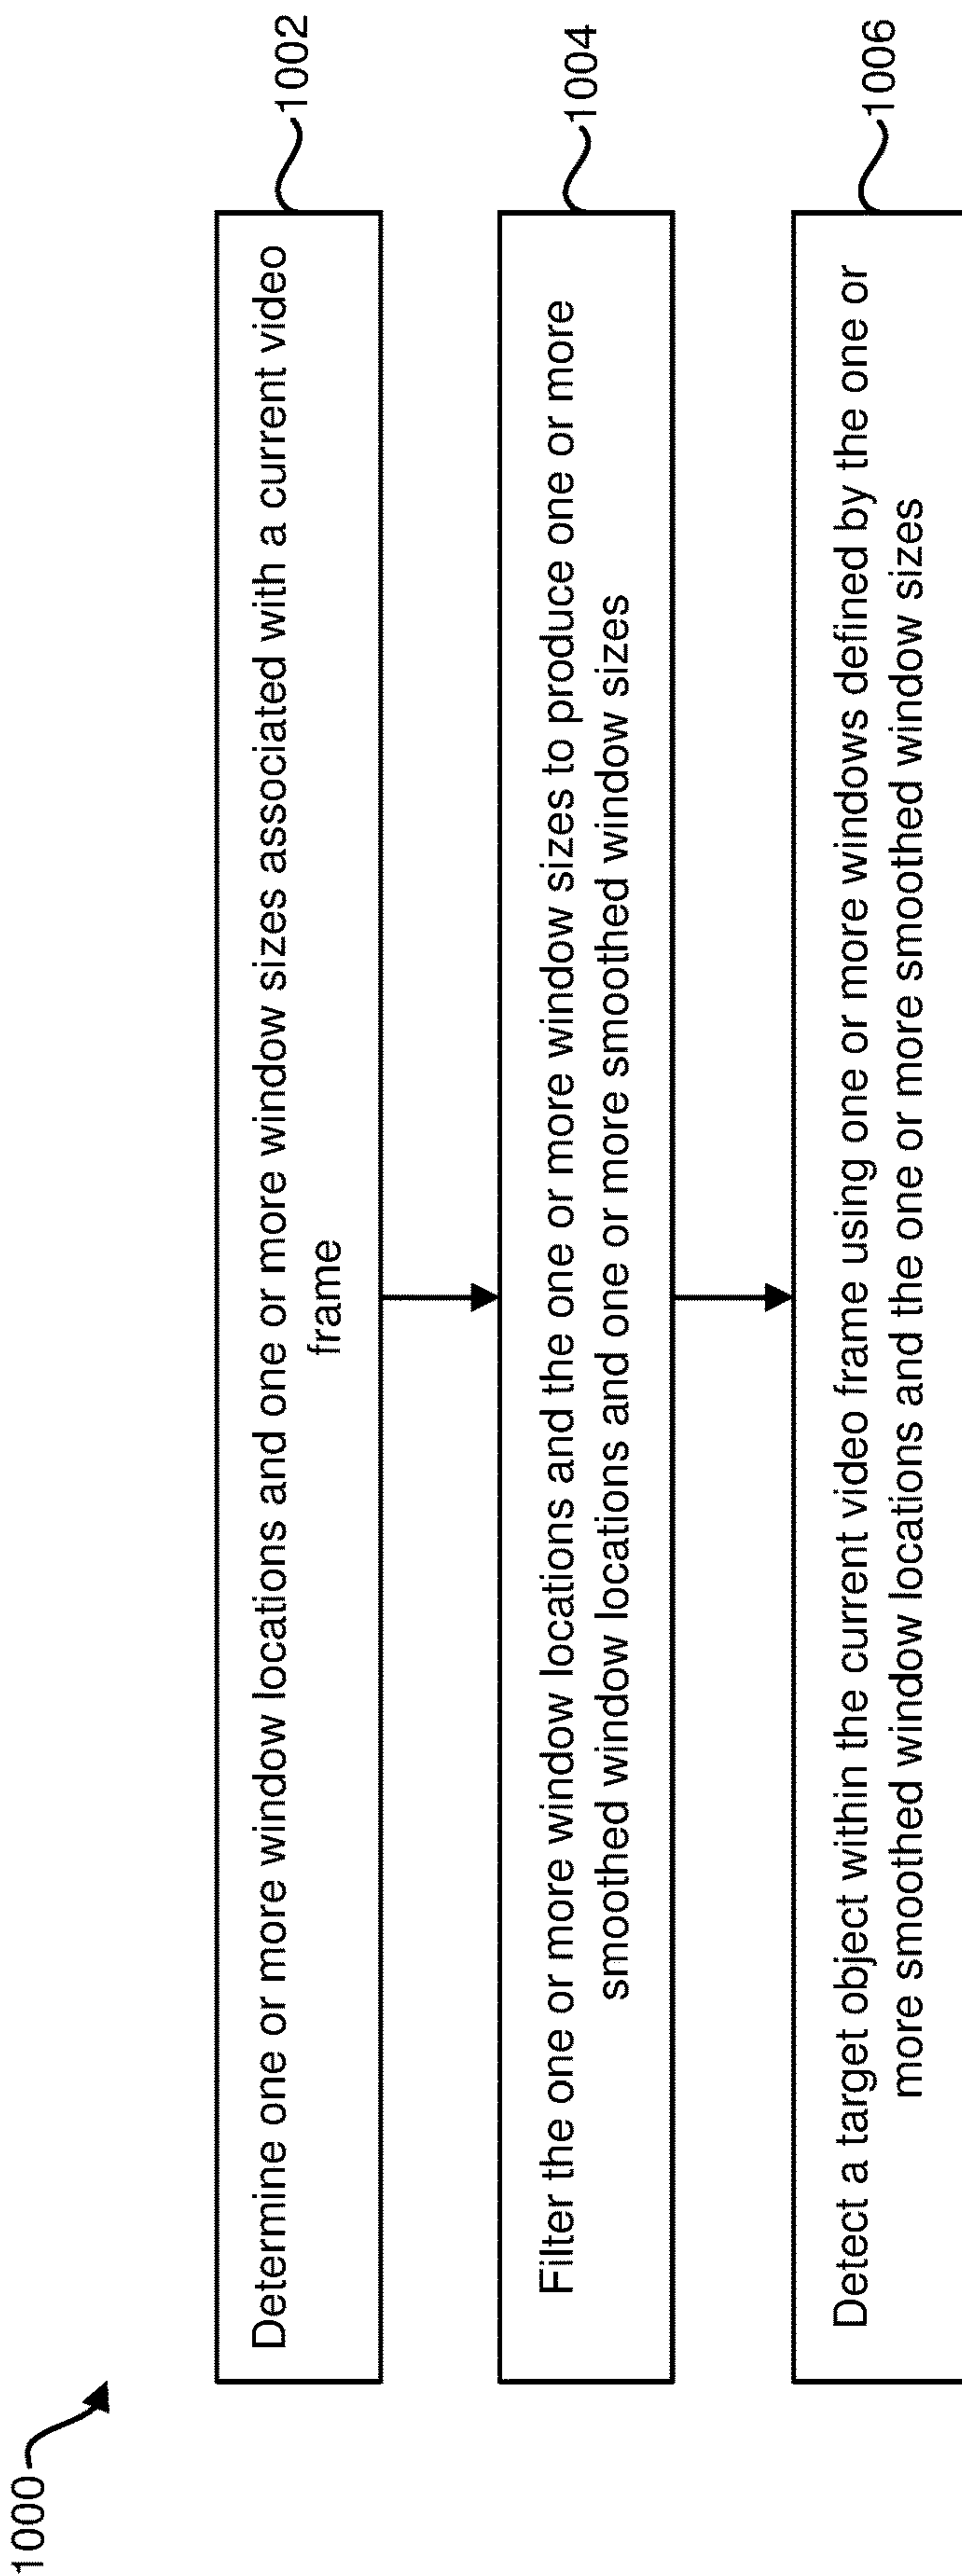 1000
Determine one or more window locations and one or more window sizes associated with a current video
frame
1002
Filter the one or more window locations and the one or more window sizes to produce one or more
smoothed window locations and one or more smoothed window sizes
1004
Detect a target object within the current video frame using one or more windows defined by the one or
more smoothed window locations and the one or more smoothed window sizes
1006